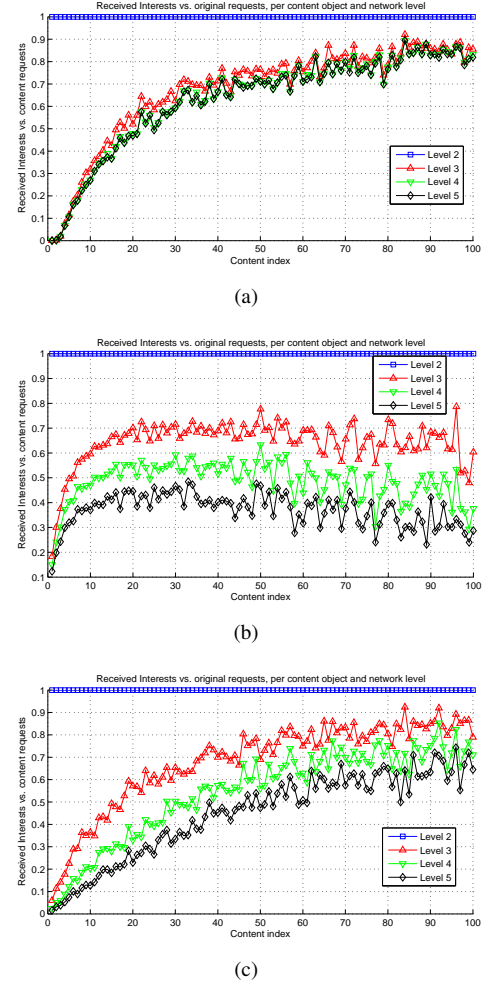 Received Interests vs. original requests, per content object and network level
1
0.9
0.8
0.7
0.6
0.5
0.4
0.3
0.2
0.1
0
Received Interests vs. content requests
0 10 20 30 40 50 60 70 80 90 100
Content index
Level 2
Level 3
Level 4
Level 5
(a)
Received Interests vs. original requests, per content object and network level
1
0.9
0.8
0.7
0.6
0.5
0.4
0.3
0.2
0.1
Received Interests vs. content requests
0 10 20 30 40 50 60 70 80 90 100
Content index
Level 2
Level 3
Level 4
Level 5
(b)
Received Interests vs. original requests, per content object and network level
1
0.9
0.8
0.7
0.6
0.5
0.4
0.3
0.2
0.1
0
Received Interests vs. content requests
0 10 20 30 40 50 60 70 80 90 100
Content index
Level 2
Level 3
Level 4
Level 5
(c)